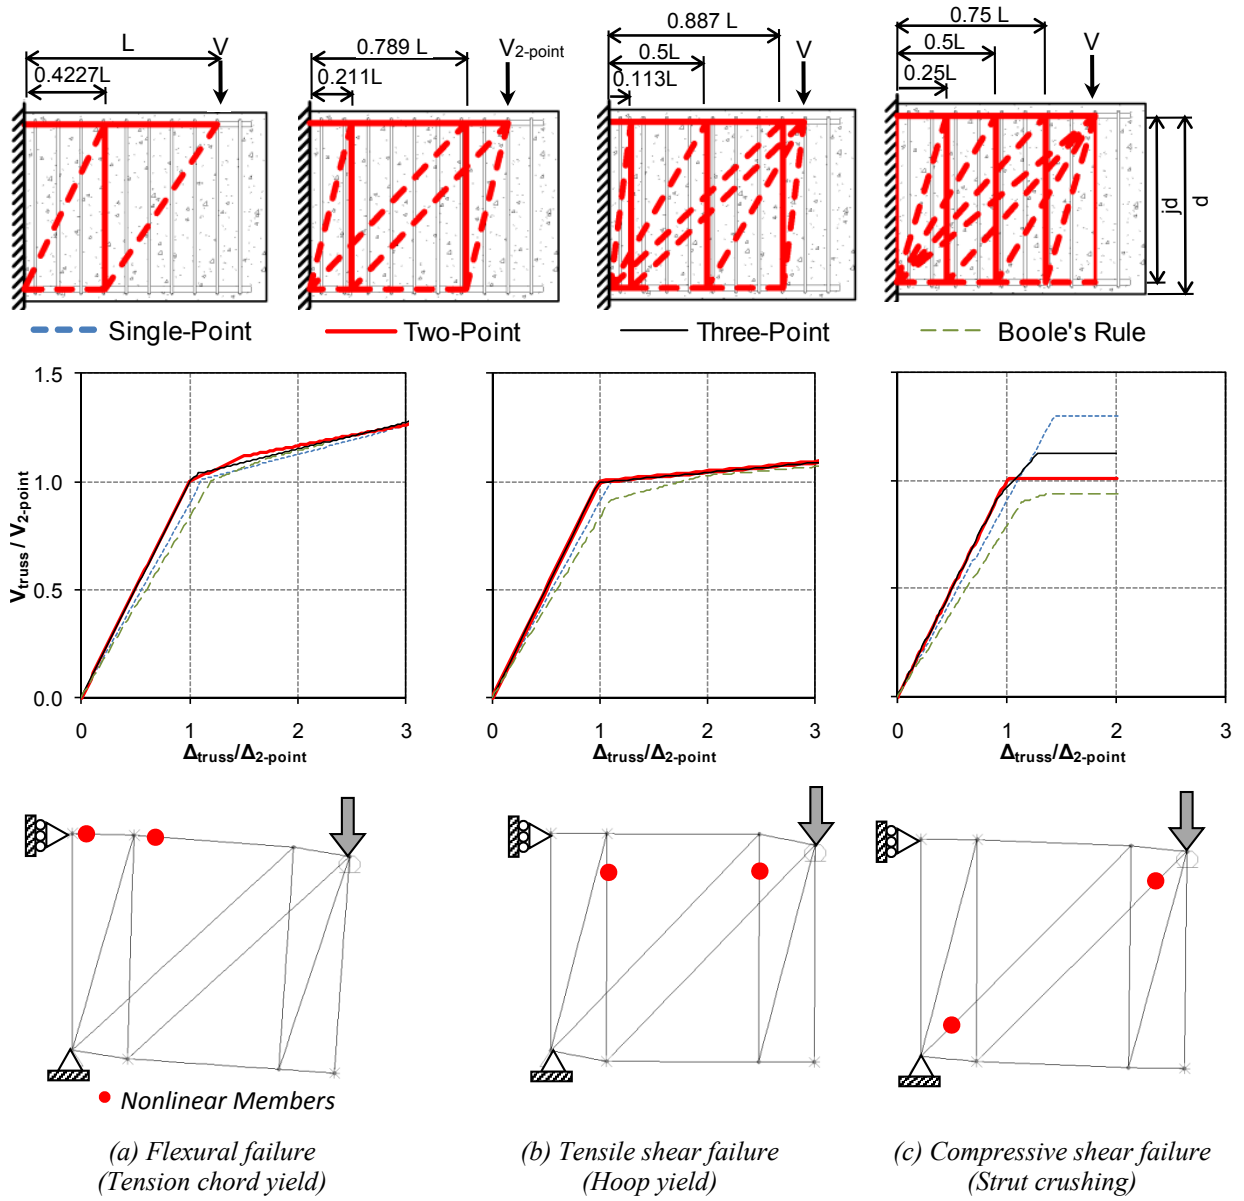 L
V
0.4227L
0.789 L
V2-point
0.211L
0.887 L
0.5L
V
0.113L
0.75 L
0.5L
V
0.25L
jd
d
Single-Point
Two-Point
Three-Point
Boole's Rule
Vtruss / V2-point
1.5
1.0
0.5
0.0
0 1 2 3
Δtruss/Δ2-point
0 1 2 3
Δtruss/Δ2-point
0 1 2 3
Δtruss/Δ2-point
Nonlinear Members
(a) Flexural failure
(Tension chord yield)
(b) Tensile shear failure
(Hoop yield)
(c) Compressive shear failure
(Strut crushing)